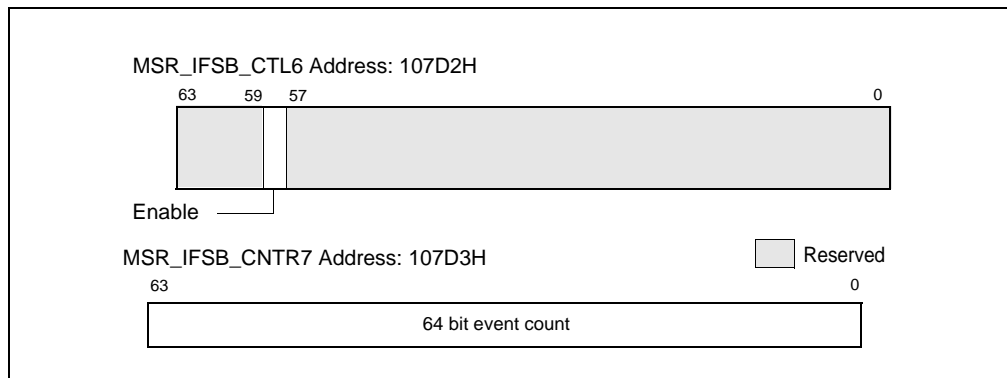 MSR_IFSB_CTL6 Address: 107D2H
63 59 57 0
Enable
MSR_IFSB_CNTR7 Address: 107D3H
Reserved
63 0
64 bit event count